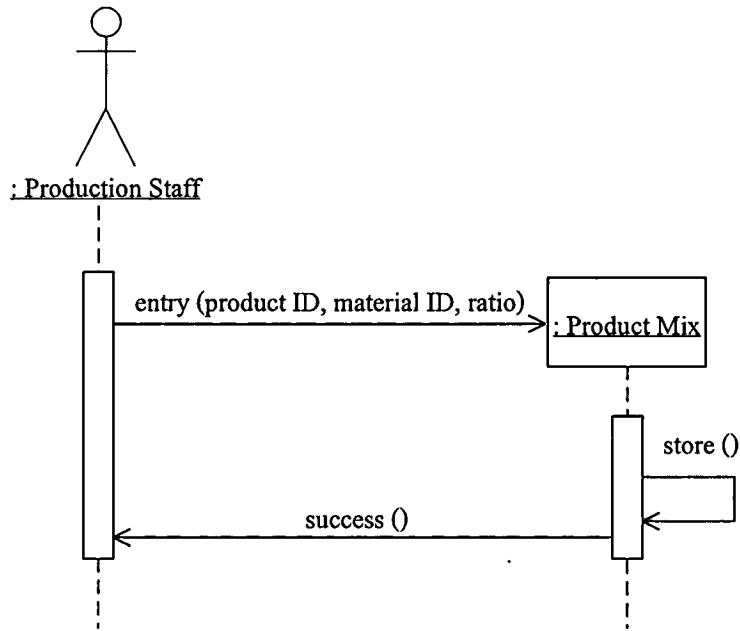 : Production Staff
entry (product ID, material ID, ratio)
: Product Mix
store ()
success ()